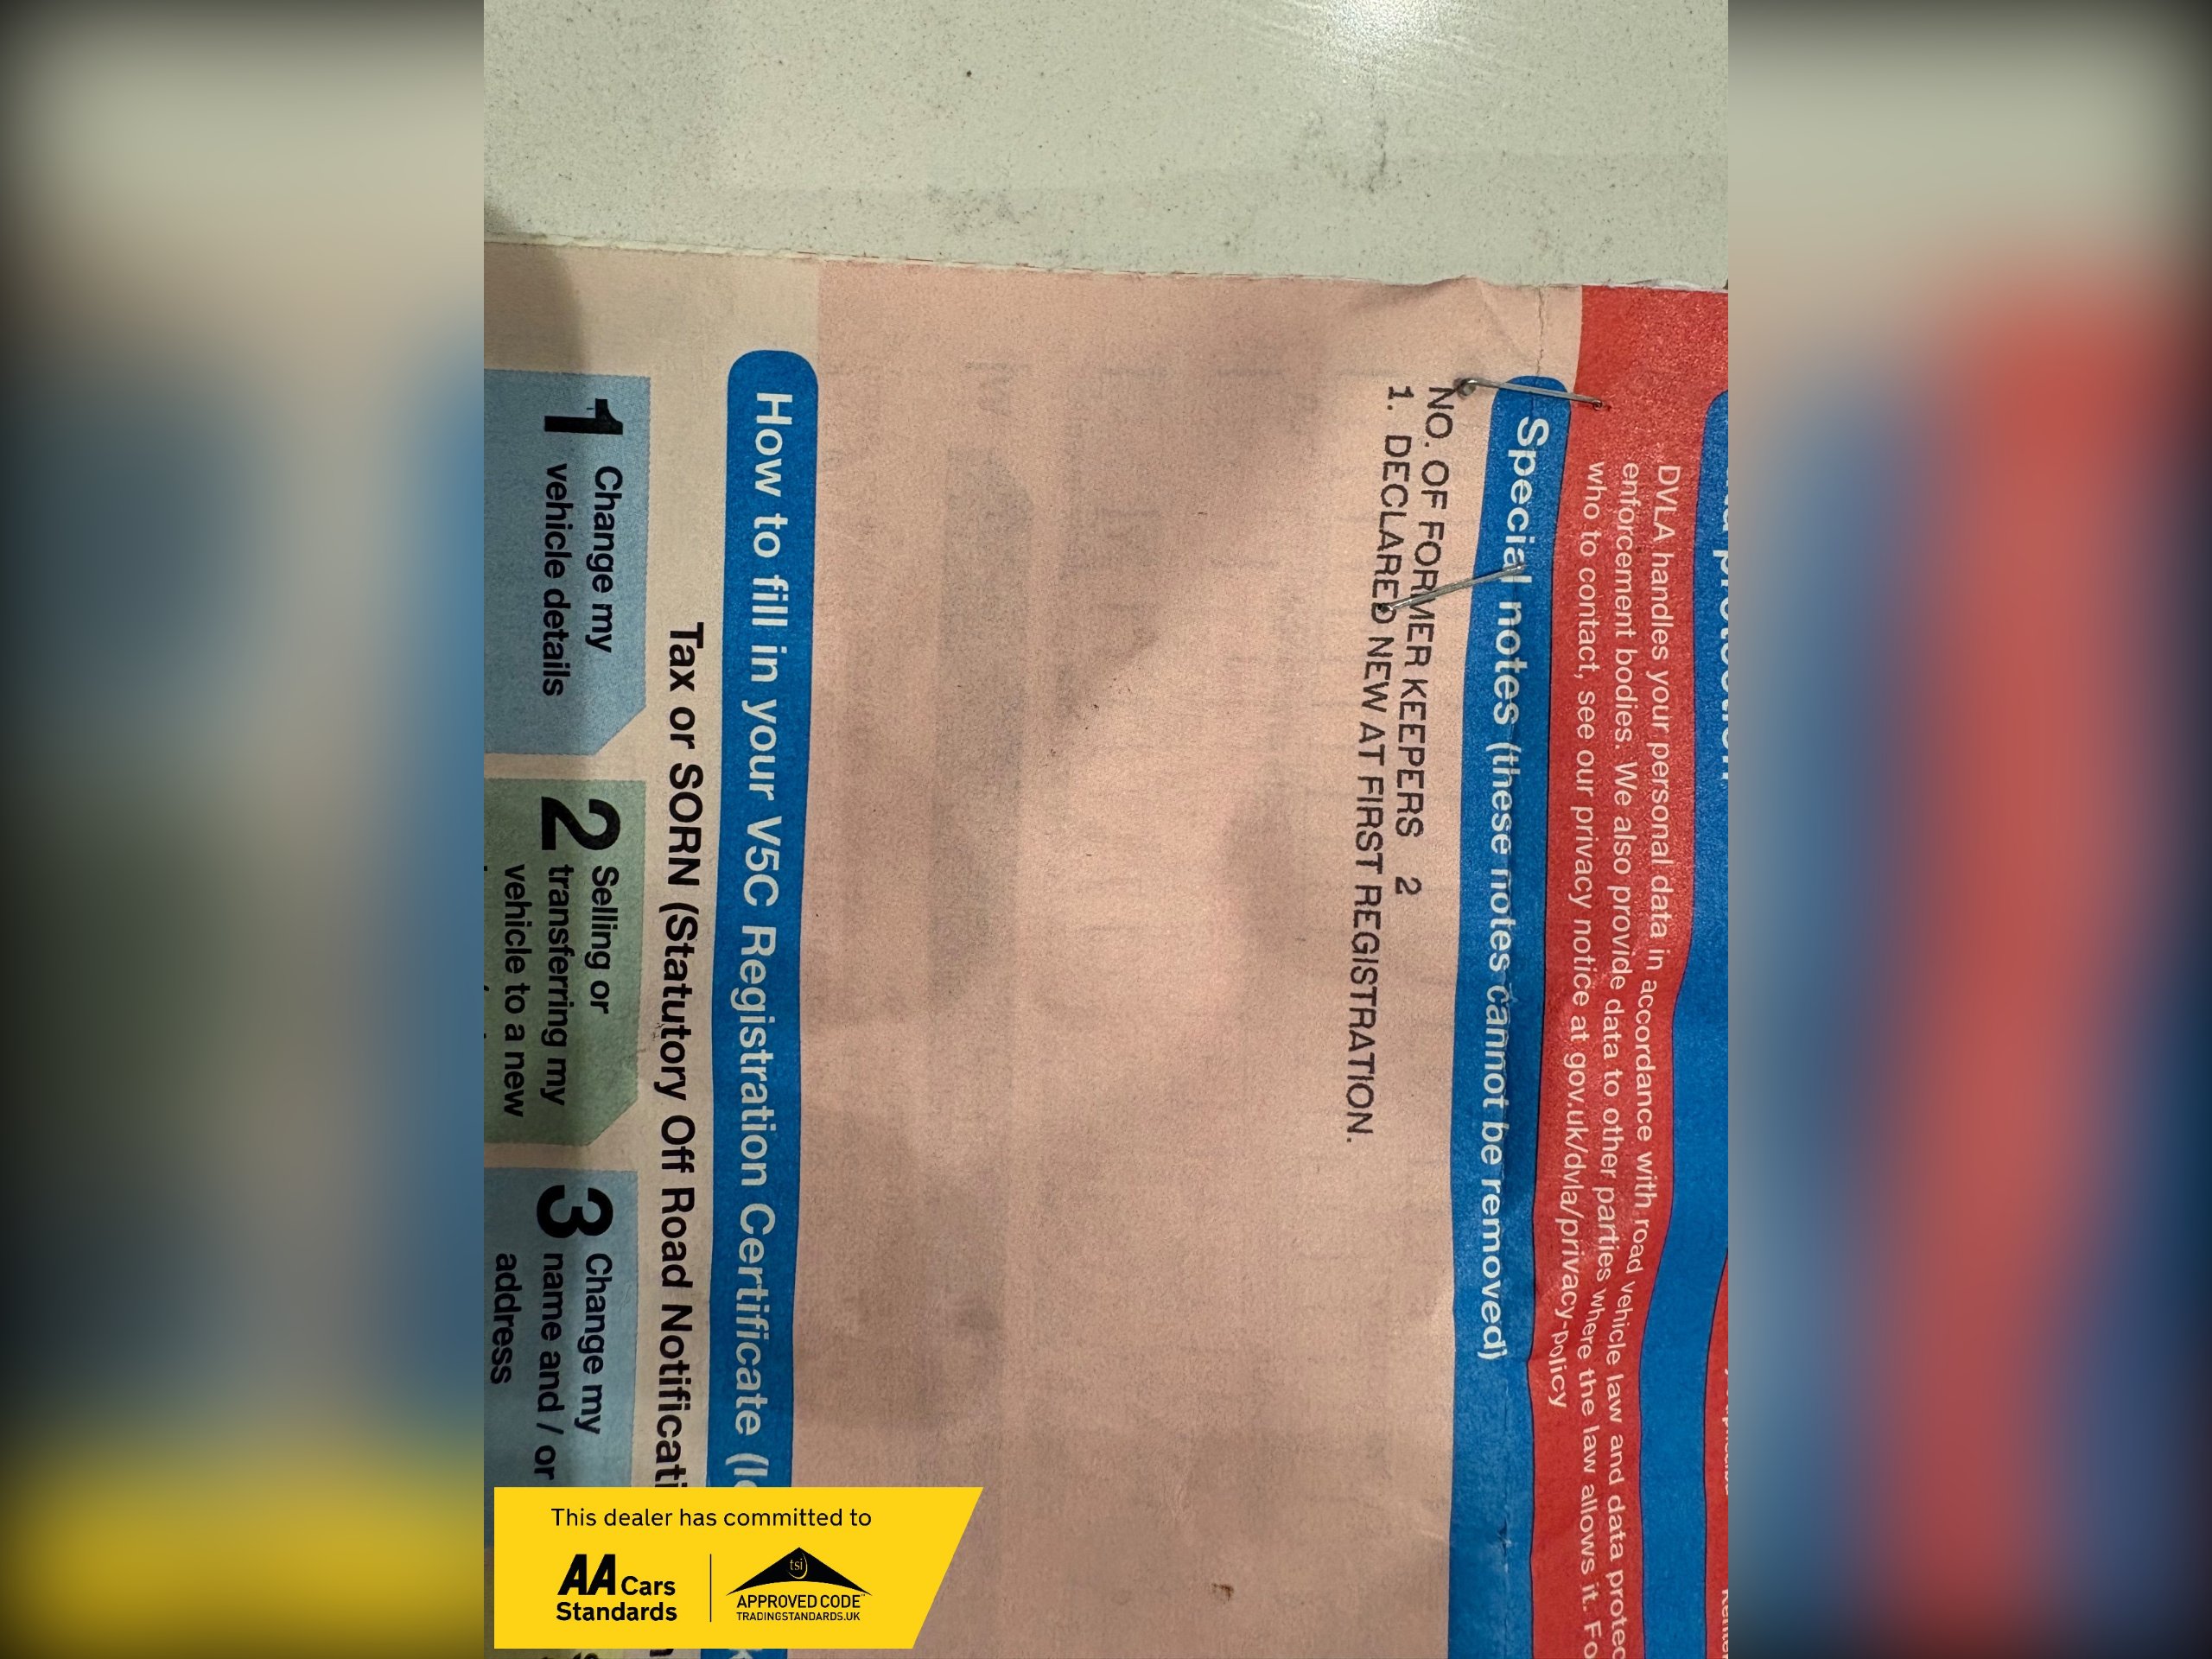 DVLA handles your personal data in accordance with road vehicle law and data protec
enforcement bodies. We also provide data to other parties where the law allows it. Fo
who to contact, see our privacy notice at gov.uk/dvla/privacy-policy
Special notes (these notes cannot be removed)
NO. OF FORMER KEEPERS 2
1. DECLARED NEW AT FIRST REGISTRATION.
How to fill in your V5C Registration Certificate (lo
Tax or SORN (Statutory Off Road Notificati
1 Change my
vehicle details
2 Selling or
transferring my
vehicle to a new
3 Change my
name and / or
address
This dealer has committed to
AA Cars
Standards
tsi
APPROVED CODE
TRADINGSTANDARDS.UK